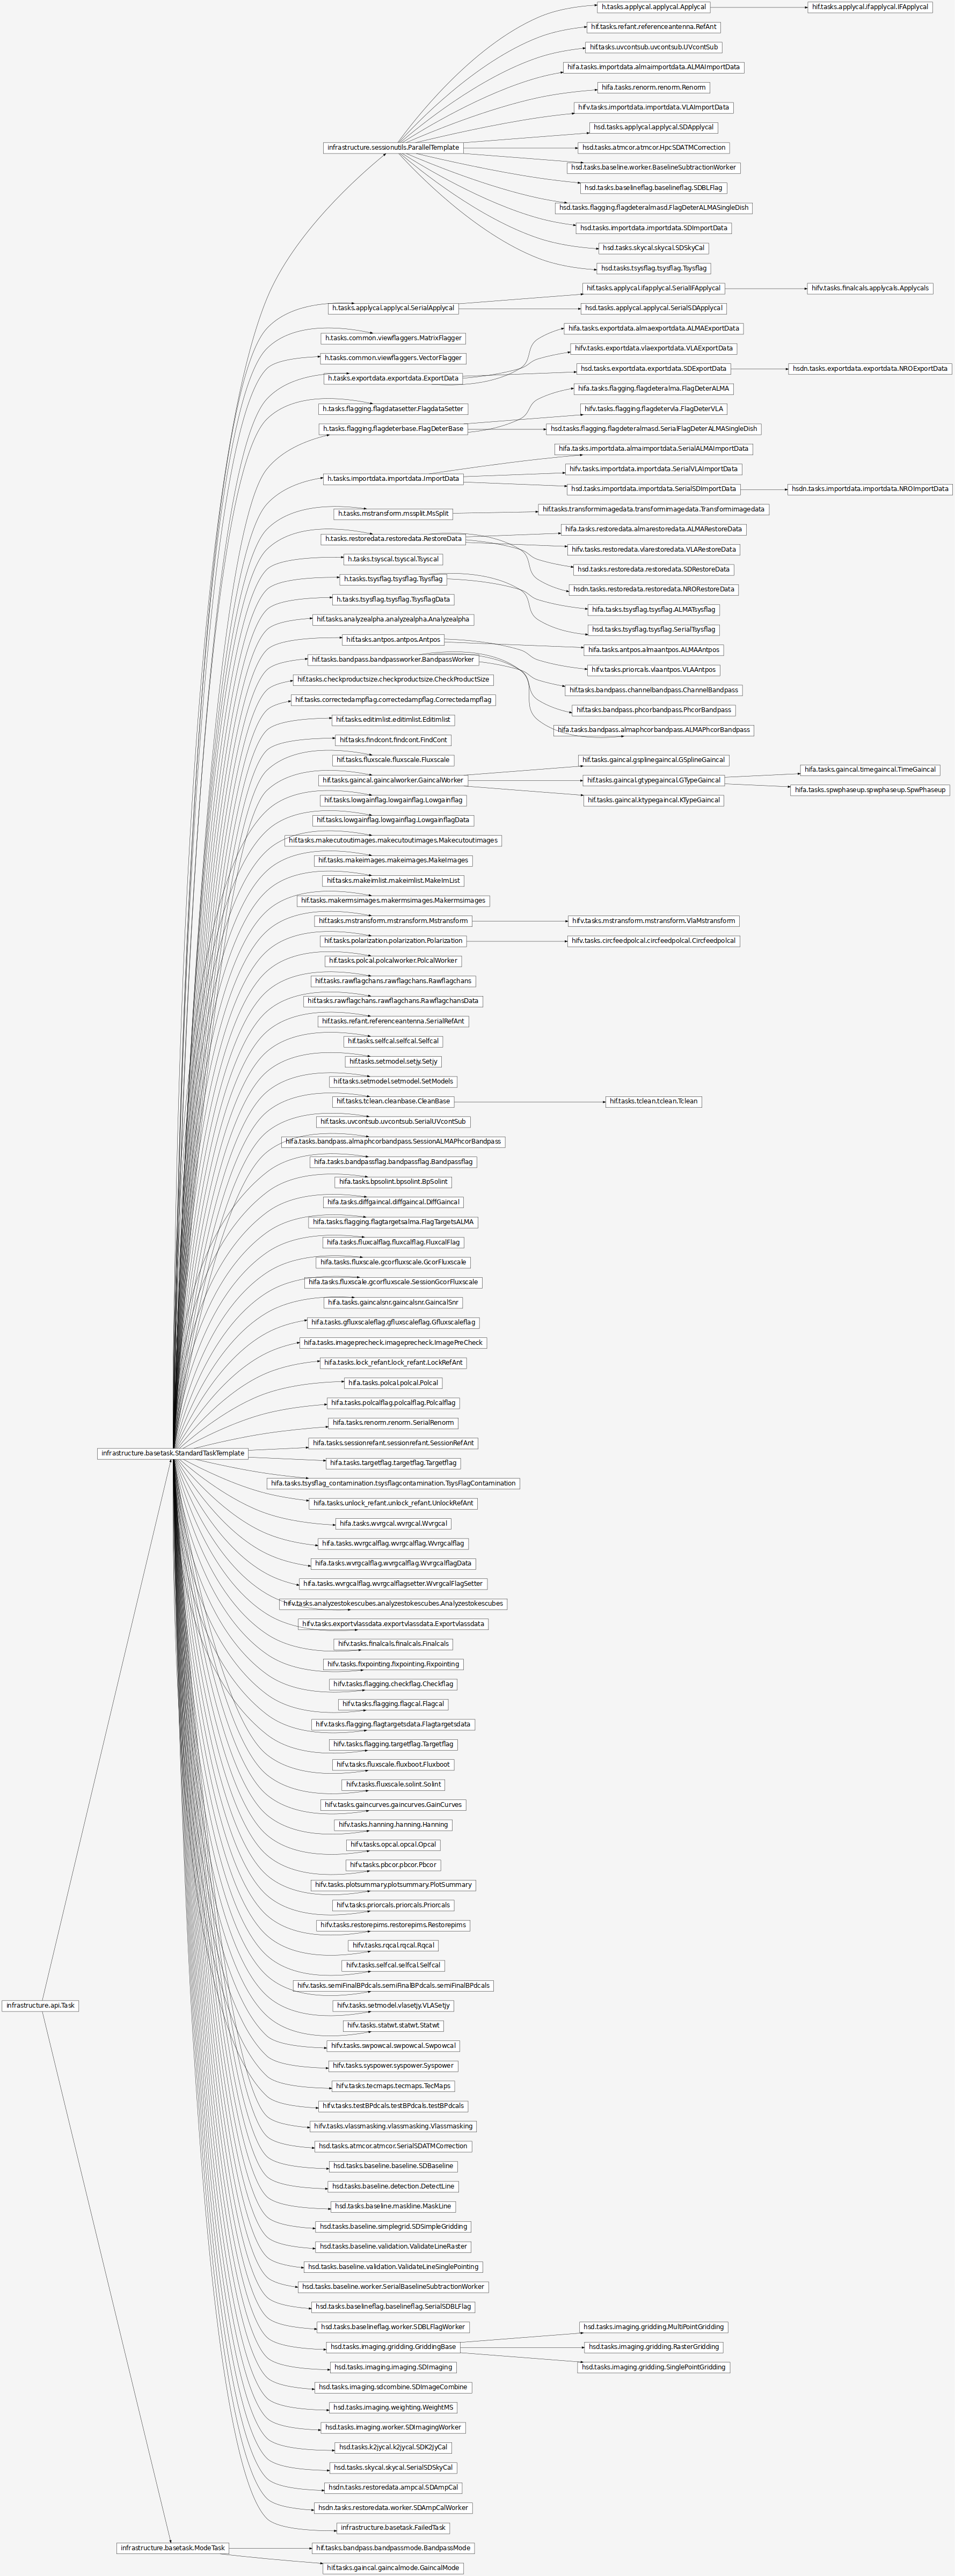 h.tasks.applycal.applycal.Applycal
hif.tasks.applycal.ifapplycal.IFApplycal
hif.tasks.refant.referenceantenna.RefAnt
hif.tasks.uvcontsub.uvcontsub.UVcontSub
hifa.tasks.importdata.almaimportdata.ALMAImportData
hifa.tasks.renorm.renorm.Renorm
hifv.tasks.importdata.importdata.VLAImportData
hsd.tasks.applycal.applycal.SDApplycal
infrastructure.sessionutils.ParallelTemplate
hsd.tasks.atmcor.atmcor.HpcSDATMCorrection
hsd.tasks.baseline.worker.BaselineSubtractionWorker
hsd.tasks.baselineflag.baselineflag.SDBLFlag
hsd.tasks.flagging.flagdeteralmasd.FlagDeterALMASingleDish
hsd.tasks.importdata.importdata.SDImportData
hsd.tasks.skycal.skycal.SDSkyCal
hsd.tasks.tsysflag.tsysflag.Tsysflag
hif.tasks.applycal.ifapplycal.SerialIFApplycal
hifv.tasks.finalcals.applycals.Applycals
h.tasks.applycal.applycal.SerialApplycal
hsd.tasks.applycal.applycal.SerialSDApplycal
hifa.tasks.exportdata.almaexportdata.ALMAExportData
h.tasks.common.viewflaggers.MatrixFlagger
hifv.tasks.exportdata.vlaexportdata.VLAExportData
h.tasks.common.viewflaggers.VectorFlagger
hsd.tasks.exportdata.exportdata.SDExportData
hsdn.tasks.exportdata.exportdata.NROExportData
h.tasks.exportdata.exportdata.ExportData
hifa.tasks.flagging.flagdeteralma.FlagDeterALMA
h.tasks.flagging.flagdatasetter.FlagdataSetter
hifv.tasks.flagging.flagdetervla.FlagDeterVLA
h.tasks.flagging.flagdeterbase.FlagDeterBase
hsd.tasks.flagging.flagdeteralmasd.SerialFlagDeterALMASingleDish
hifa.tasks.importdata.almaimportdata.SerialALMAImportData
hifv.tasks.importdata.importdata.SerialVLAImportData
h.tasks.importdata.importdata.ImportData
hsd.tasks.importdata.importdata.SerialSDImportData
hsdn.tasks.importdata.importdata.NROImportData
hif.tasks.transformimagedata.transformimagedata.Transformimagedata
h.tasks.mstransform.mssplit.MsSplit
hifa.tasks.restoredata.almarestoredata.ALMARestoreData
h.tasks.restoredata.restoredata.RestoreData
hifv.tasks.restoredata.vlarestoredata.VLARestoreData
h.tasks.tsyscal.tsyscal.Tsyscal
hsd.tasks.restoredata.restoredata.SDRestoreData
h.tasks.tsysflag.tsysflag.Tsysflag
hsdn.tasks.restoredata.restoredata.NRORestoreData
h.tasks.tsysflag.tsysflag.TsysflagData
hifa.tasks.tsysflag.tsysflag.ALMATsysflag
hif.tasks.analyzealpha.analyzealpha.Analyzealpha
hsd.tasks.tsysflag.tsysflag.SerialTsysflag
hif.tasks.antpos.antpos.Antpos
hifa.tasks.antpos.almaantpos.ALMAAntpos
hif.tasks.bandpass.bandpassworker.BandpassWorker
hifv.tasks.priorcals.vlaantpos.VLAAntpos
hif.tasks.checkproductsize.checkproductsize.CheckProductSize
hif.tasks.bandpass.channelbandpass.ChannelBandpass
hif.tasks.correctedampflag.correctedampflag.Correctedampflag
hif.tasks.bandpass.phcorbandpass.PhcorBandpass
hif.tasks.editimlist.editimlist.Editimlist
hifa.tasks.bandpass.almaphcorbandpass.ALMAPhcorBandpass
hif.tasks.findcont.findcont.FindCont
hif.tasks.fluxscale.fluxscale.Fluxscale
hif.tasks.gaincal.gsplinegaincal.GSplineGaincal
hifa.tasks.gaincal.timegaincal.TimeGaincal
hif.tasks.gaincal.gaincalworker.GaincalWorker
hif.tasks.gaincal.gtypegaincal.GTypeGaincal
hifa.tasks.spwphaseup.spwphaseup.SpwPhaseup
hif.tasks.lowgainflag.lowgainflag.Lowgainflag
hif.tasks.gaincal.ktypegaincal.KTypeGaincal
hif.tasks.lowgainflag.lowgainflag.LowgainflagData
hif.tasks.makecutoutimages.makecutoutimages.Makecutoutimages
hif.tasks.makeimages.makeimages.MakeImages
hif.tasks.makeimlist.makeimlist.MakeImList
hif.tasks.makermsimages.makermsimages.Makermsimages
hif.tasks.mstransform.mstransform.Mstransform
hifv.tasks.mstransform.mstransform.VlaMstransform
hif.tasks.polarization.polarization.Polarization
hifv.tasks.circfeedpolcal.circfeedpolcal.Circfeedpolcal
hif.tasks.polcal.polcalworker.PolcalWorker
hif.tasks.rawflagchans.rawflagchans.Rawflagchans
hif.tasks.rawflagchans.rawflagchans.RawflagchansData
hif.tasks.refant.referenceantenna.SerialRefAnt
hif.tasks.selfcal.selfcal.Selfcal
hif.tasks.setmodel.setjy.Setjy
hif.tasks.setmodel.setmodel.SetModels
hif.tasks.tclean.cleanbase.CleanBase
hif.tasks.tclean.tclean.Tclean
hif.tasks.uvcontsub.uvcontsub.SerialUVcontSub
hifa.tasks.bandpass.almaphcorbandpass.SessionALMAPhcorBandpass
hifa.tasks.bandpassflag.bandpassflag.Bandpassflag
hifa.tasks.bpsolint.bpsolint.BpSolint
hifa.tasks.diffgaincal.diffgaincal.DiffGaincal
hifa.tasks.flagging.flagtargetsalma.FlagTargetsALMA
hifa.tasks.fluxcalflag.fluxcalflag.FluxcalFlag
hifa.tasks.fluxscale.gcorfluxscale.GcorFluxscale
hifa.tasks.fluxscale.gcorfluxscale.SessionGcorFluxscale
hifa.tasks.gaincalsnr.gaincalsnr.GaincalSnr
hifa.tasks.gfluxscaleflag.gfluxscaleflag.Gfluxscaleflag
hifa.tasks.imageprecheck.imageprecheck.ImagePreCheck
hifa.tasks.lock_refant.lock_refant.LockRefAnt
hifa.tasks.polcal.polcal.Polcal
hifa.tasks.polcalflag.polcalflag.Polcalflag
hifa.tasks.renorm.renorm.SerialRenorm
hifa.tasks.sessionrefant.sessionrefant.SessionRefAnt
infrastructure.basetask.StandardTaskTemplate
hifa.tasks.targetflag.targetflag.Targetflag
hifa.tasks.tsysflag_contamination.tsysflagcontamination.TsysFlagContamination
hifa.tasks.unlock_refant.unlock_refant.UnlockRefAnt
hifa.tasks.wvrgcal.wvrgcal.Wvrgcal
hifa.tasks.wvrgcalflag.wvrgcalflag.Wvrgcalflag
hifa.tasks.wvrgcalflag.wvrgcalflag.WvrgcalflagData
hifa.tasks.wvrgcalflag.wvrgcalflagsetter.WvrgcalFlagSetter
hifv.tasks.analyzestokescubes.analyzestokescubes.Analyzestokescubes
hifv.tasks.exportvlassdata.exportvlassdata.Exportvlassdata
hifv.tasks.finalcals.finalcals.Finalcals
hifv.tasks.fixpointing.fixpointing.Fixpointing
hifv.tasks.flagging.checkflag.Checkflag
hifv.tasks.flagging.flagcal.Flagcal
hifv.tasks.flagging.flagtargetsdata.Flagtargetsdata
hifv.tasks.flagging.targetflag.Targetflag
hifv.tasks.fluxscale.fluxboot.Fluxboot
hifv.tasks.fluxscale.solint.Solint
hifv.tasks.gaincurves.gaincurves.GainCurves
hifv.tasks.hanning.hanning.Hanning
hifv.tasks.opcal.opcal.Opcal
hifv.tasks.pbcor.pbcor.Pbcor
hifv.tasks.plotsummary.plotsummary.PlotSummary
hifv.tasks.priorcals.priorcals.Priorcals
hifv.tasks.restorepims.restorepims.Restorepims
hifv.tasks.rqcal.rqcal.Rqcal
hifv.tasks.selfcal.selfcal.Selfcal
hifv.tasks.semiFinalBPdcals.semiFinalBPdcals.semiFinalBPdcals
infrastructure.api.Task
hifv.tasks.setmodel.vlasetjy.VLASetjy
hifv.tasks.statwt.statwt.Statwt
hifv.tasks.swpowcal.swpowcal.Swpowcal
hifv.tasks.syspower.syspower.Syspower
hifv.tasks.tecmaps.tecmaps.TecMaps
hifv.tasks.testBPdcals.testBPdcals.testBPdcals
hifv.tasks.vlassmasking.vlassmasking.Vlassmasking
hsd.tasks.atmcor.atmcor.SerialSDATMCorrection
hsd.tasks.baseline.baseline.SDBaseline
hsd.tasks.baseline.detection.DetectLine
hsd.tasks.baseline.maskline.MaskLine
hsd.tasks.baseline.simplegrid.SDSimpleGridding
hsd.tasks.baseline.validation.ValidateLineRaster
hsd.tasks.baseline.validation.ValidateLineSinglePointing
hsd.tasks.baseline.worker.SerialBaselineSubtractionWorker
hsd.tasks.baselineflag.baselineflag.SerialSDBLFlag
hsd.tasks.baselineflag.worker.SDBLFlagWorker
hsd.tasks.imaging.gridding.MultiPointGridding
hsd.tasks.imaging.gridding.GriddingBase
hsd.tasks.imaging.gridding.RasterGridding
hsd.tasks.imaging.imaging.SDImaging
hsd.tasks.imaging.gridding.SinglePointGridding
hsd.tasks.imaging.sdcombine.SDImageCombine
hsd.tasks.imaging.weighting.WeightMS
hsd.tasks.imaging.worker.SDImagingWorker
hsd.tasks.k2jycal.k2jycal.SDK2JyCal
hsd.tasks.skycal.skycal.SerialSDSkyCal
hsdn.tasks.restoredata.ampcal.SDAmpCal
hsdn.tasks.restoredata.worker.SDAmpCalWorker
infrastructure.basetask.FailedTask
infrastructure.basetask.ModeTask
hif.tasks.bandpass.bandpassmode.BandpassMode
hif.tasks.gaincal.gaincalmode.GaincalMode